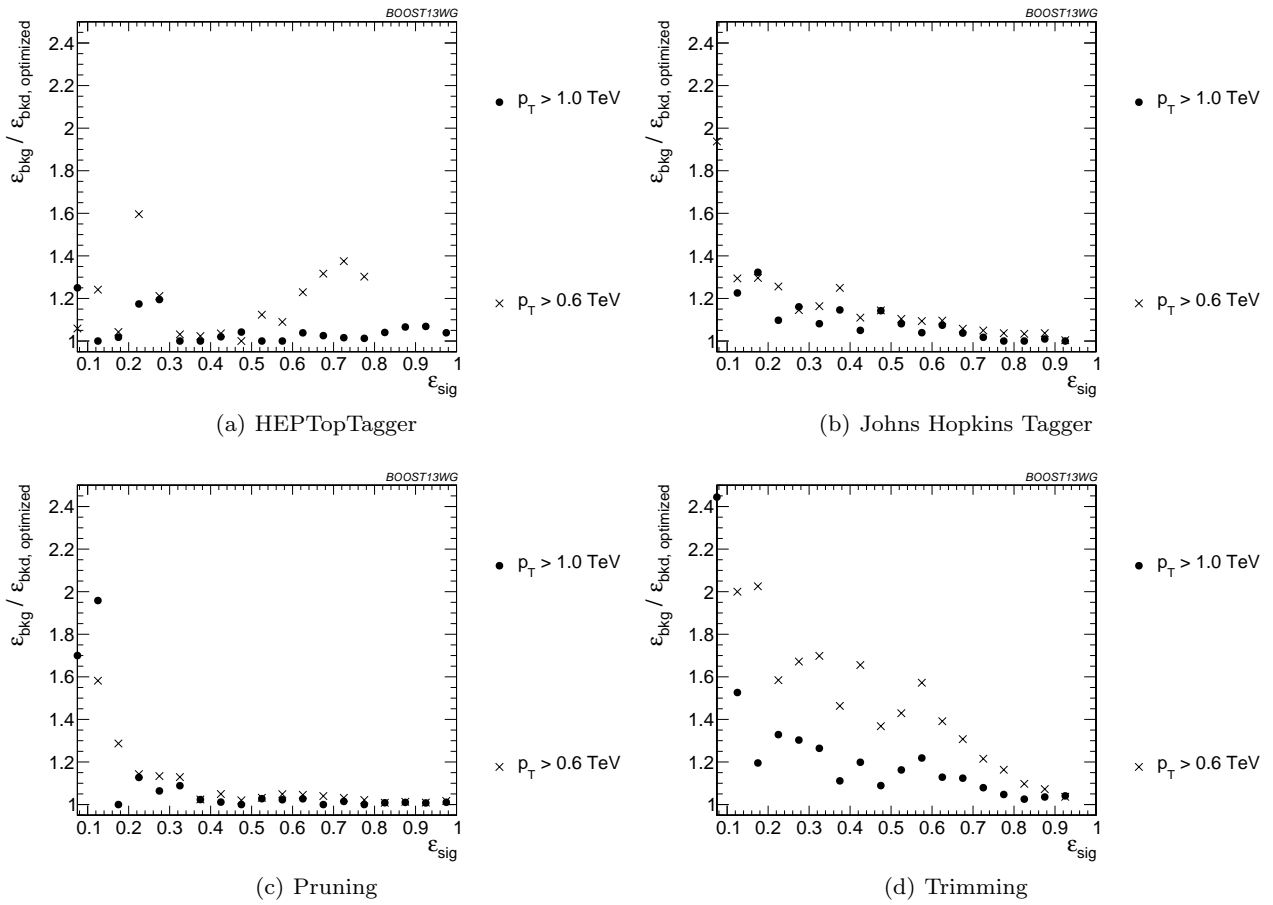 BOOST13WG
2.4
2.2
2
1.8
1.6
1.4
1.2
1
0.1 0.2 0.3 0.4 0.5 0.6 0.7 0.8 0.9 1
ε_bkg / ε_bkd, optimized
ε_sig
p_T > 1.0 TeV
p_T > 0.6 TeV
(a) HEPTopTagger
BOOST13WG
2.4
2.2
2
1.8
1.6
1.4
1.2
1
0.1 0.2 0.3 0.4 0.5 0.6 0.7 0.8 0.9 1
ε_bkg / ε_bkd, optimized
ε_sig
p_T > 1.0 TeV
p_T > 0.6 TeV
(b) Johns Hopkins Tagger
BOOST13WG
2.4
2.2
2
1.8
1.6
1.4
1.2
1
0.1 0.2 0.3 0.4 0.5 0.6 0.7 0.8 0.9 1
ε_bkg / ε_bkd, optimized
ε_sig
p_T > 1.0 TeV
p_T > 0.6 TeV
(c) Pruning
BOOST13WG
2.4
2.2
2
1.8
1.6
1.4
1.2
1
0.1 0.2 0.3 0.4 0.5 0.6 0.7 0.8 0.9 1
ε_bkg / ε_bkd, optimized
ε_sig
p_T > 1.0 TeV
p_T > 0.6 TeV
(d) Trimming